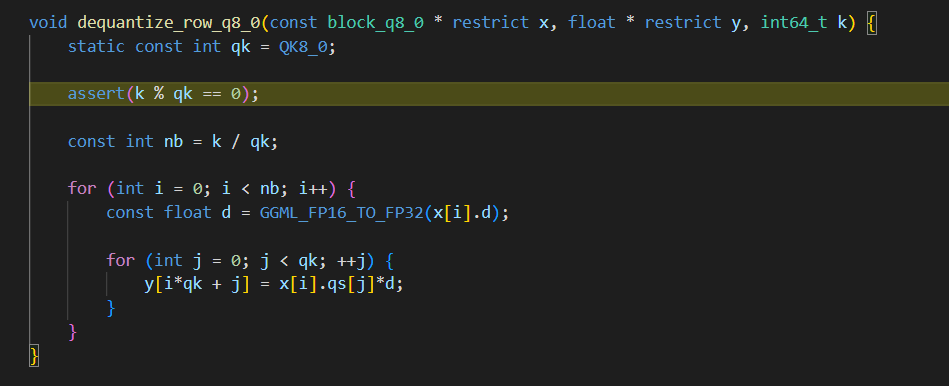 void dequantize_row_q8_0(const block_q8_0 * restrict x, float * restrict y, int64_t k) {
    static const int qk = QK8_0;

    assert(k % qk == 0);

    const int nb = k / qk;

    for (int i = 0; i < nb; i++) {
        const float d = GGML_FP16_TO_FP32(x[i].d);

        for (int j = 0; j < qk; ++j) {
            y[i*qk + j] = x[i].qs[j]*d;
        }
    }
}